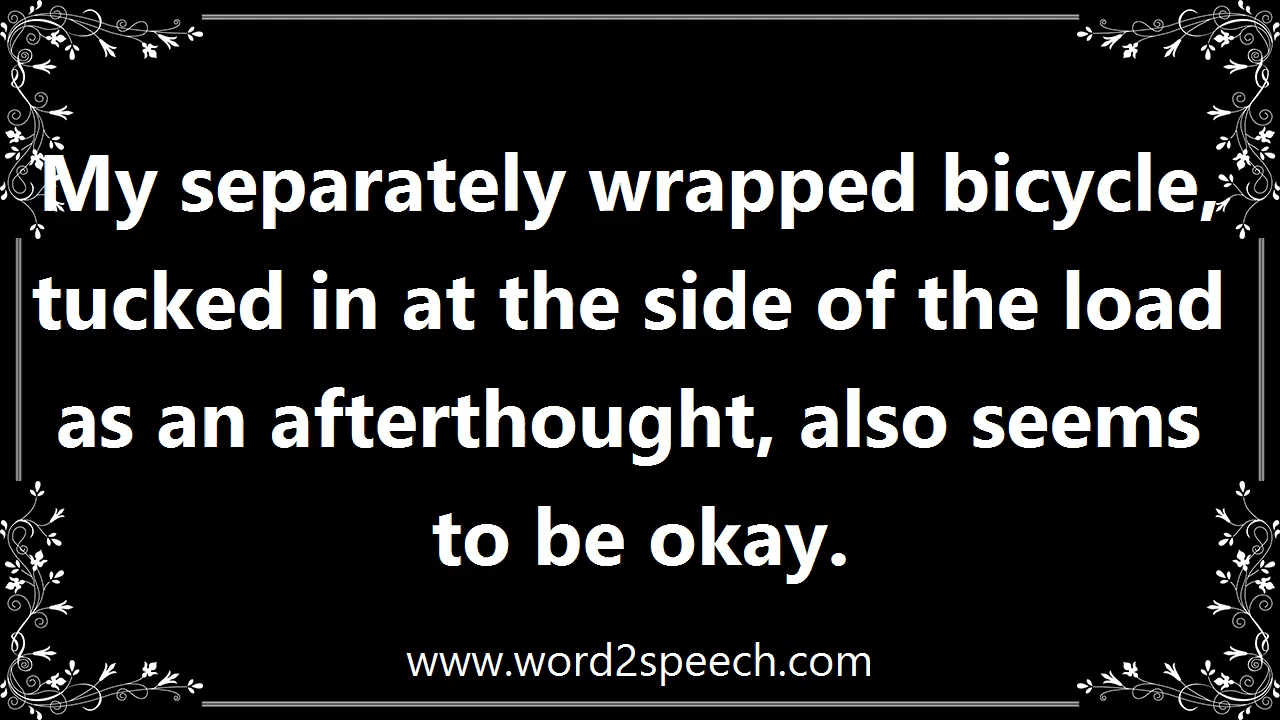 My separately wrapped bicycle,
tucked in at the side of the load
as an afterthought, also seems
to be okay.
www.word2speech.com